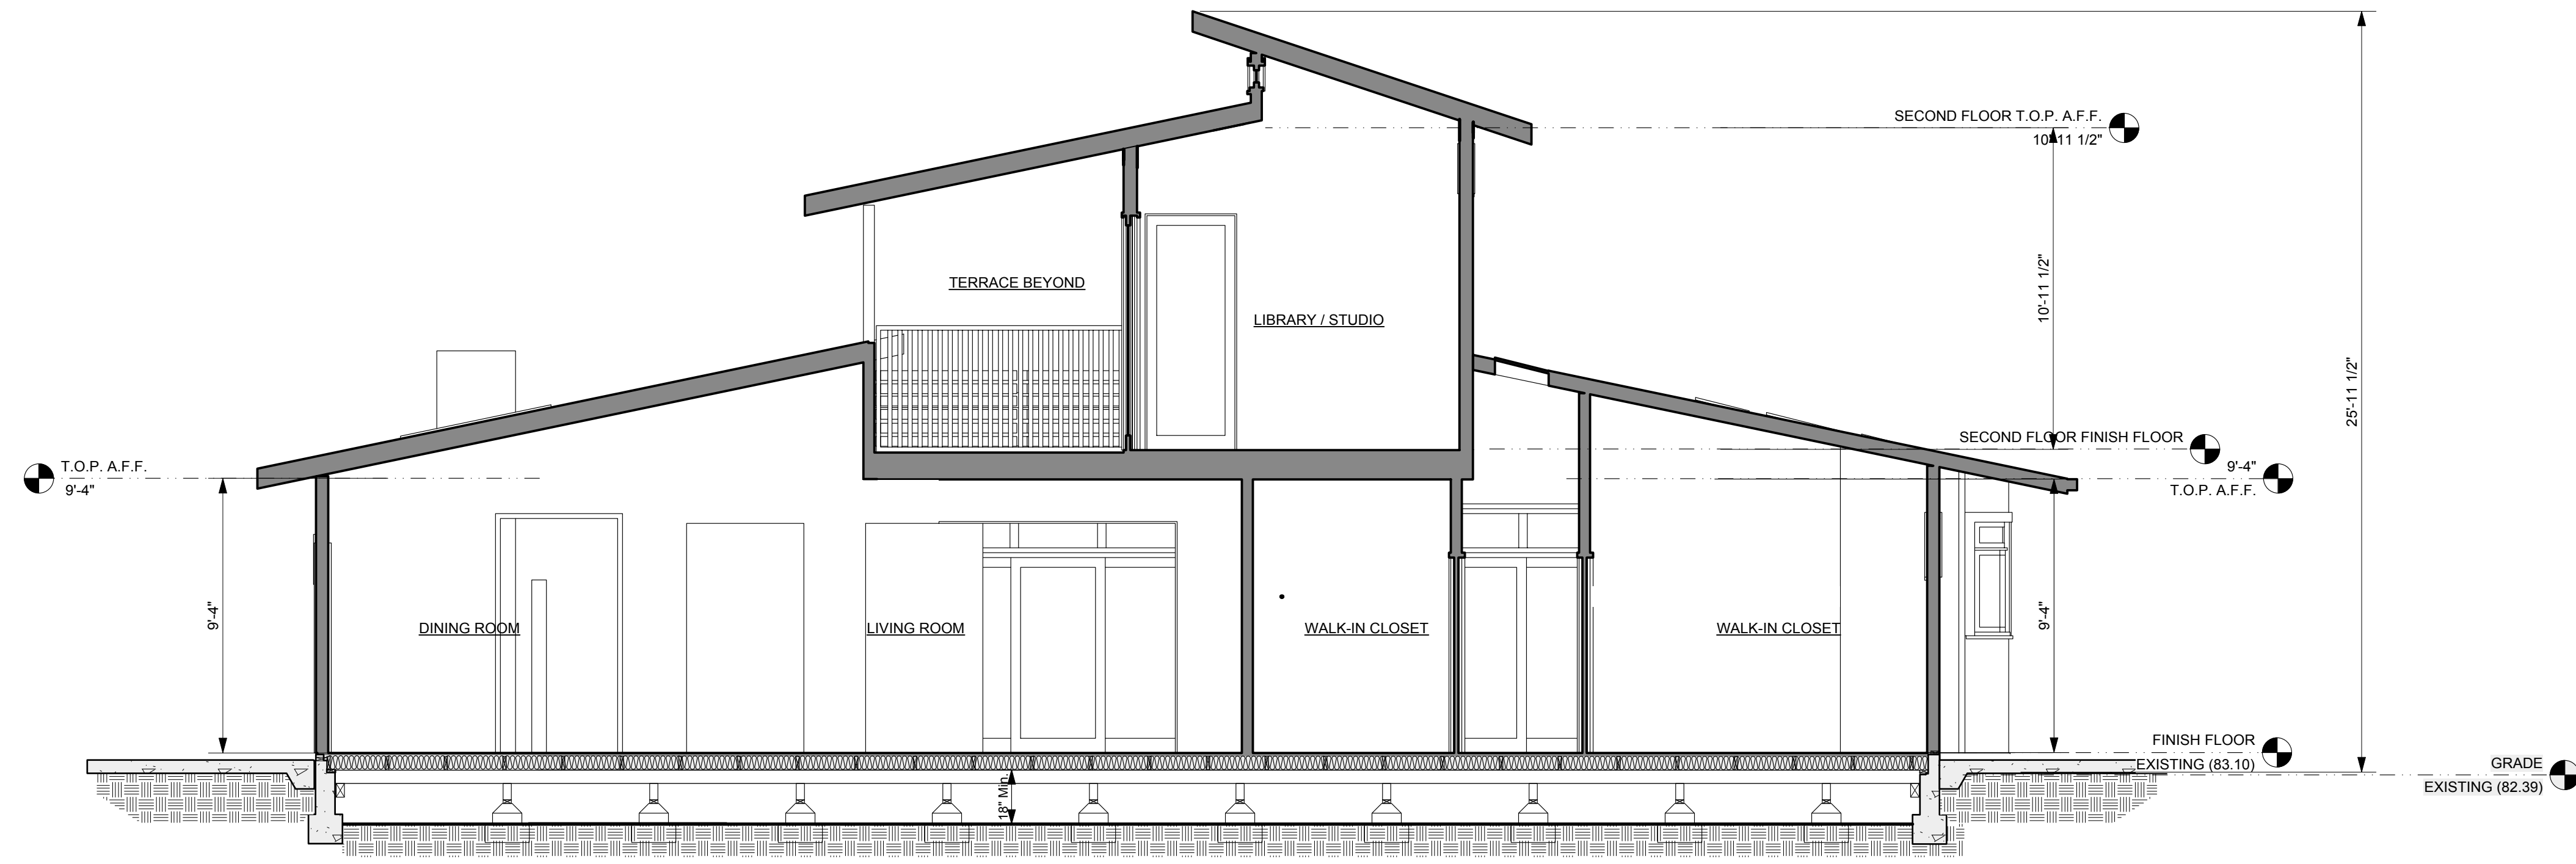 SECOND FLOOR T.O.P. A.F.F.
10'-11 1/2"
TERRACE BEYOND
LIBRARY / STUDIO
10'-11 1/2"
25'-11 1/2"
SECOND FLOOR FINISH FLOOR
T.O.P. A.F.F.
9'-4"
9'-4"
T.O.P. A.F.F.
9'-4"
DINING ROOM
LIVING ROOM
WALK-IN CLOSET
WALK-IN CLOSET
9'-4"
FINISH FLOOR
EXISTING (83.10)
GRADE
EXISTING (82.39)
18" Min.